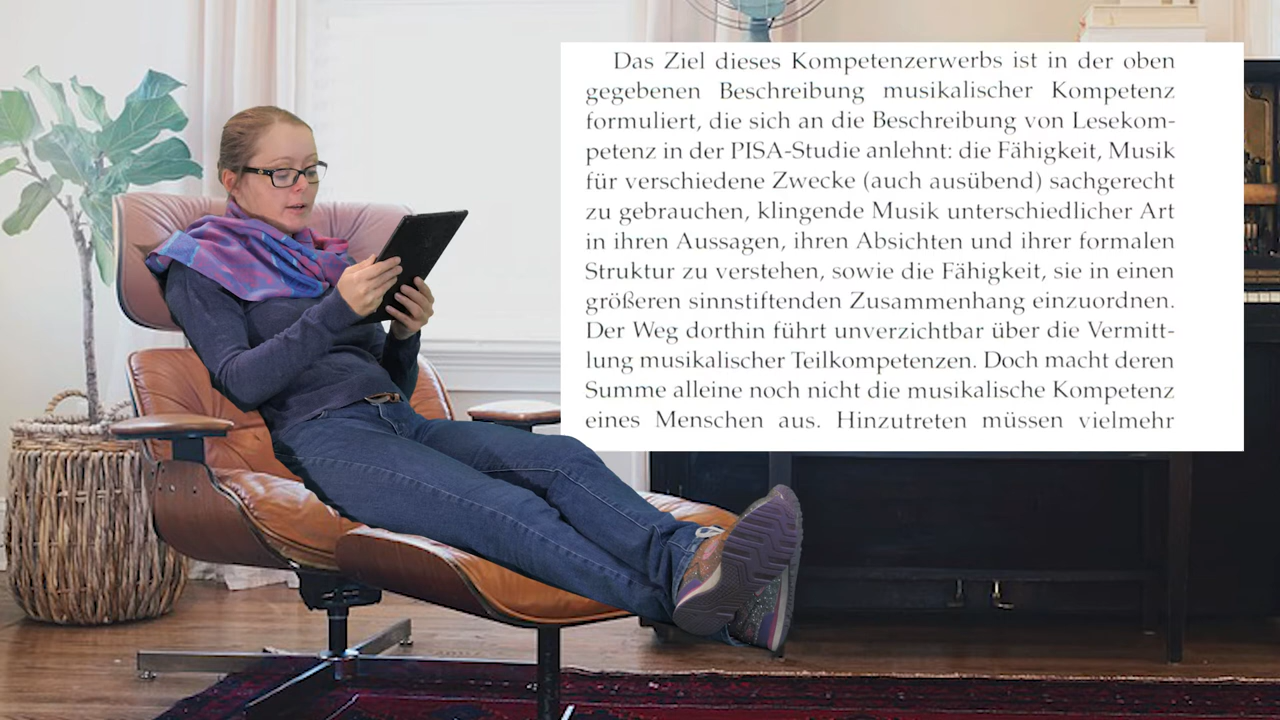 Das Ziel dieses Kompetenzerwerbs ist in der oben
gegebenen Beschreibung musikalischer Kompetenz
formuliert, die sich an die Beschreibung von Lesekom-
petenz in der PISA-Studie anlehnt: die Fähigkeit, Musik
für verschiedene Zwecke (auch ausübend) sachgerecht
zu gebrauchen, klingende Musik unterschiedlicher Art
in ihren Aussagen, ihren Absichten und ihrer formalen
Struktur zu verstehen, sowie die Fähigkeit, sie in einen
größeren sinnstiftenden Zusammenhang einzuordnen.
Der Weg dorthin führt unverzichtbar über die Vermitt-
lung musikalischer Teilkompetenzen. Doch macht deren
Summe alleine noch nicht die musikalische Kompetenz
eines Menschen aus. Hinzutreten müssen vielmehr